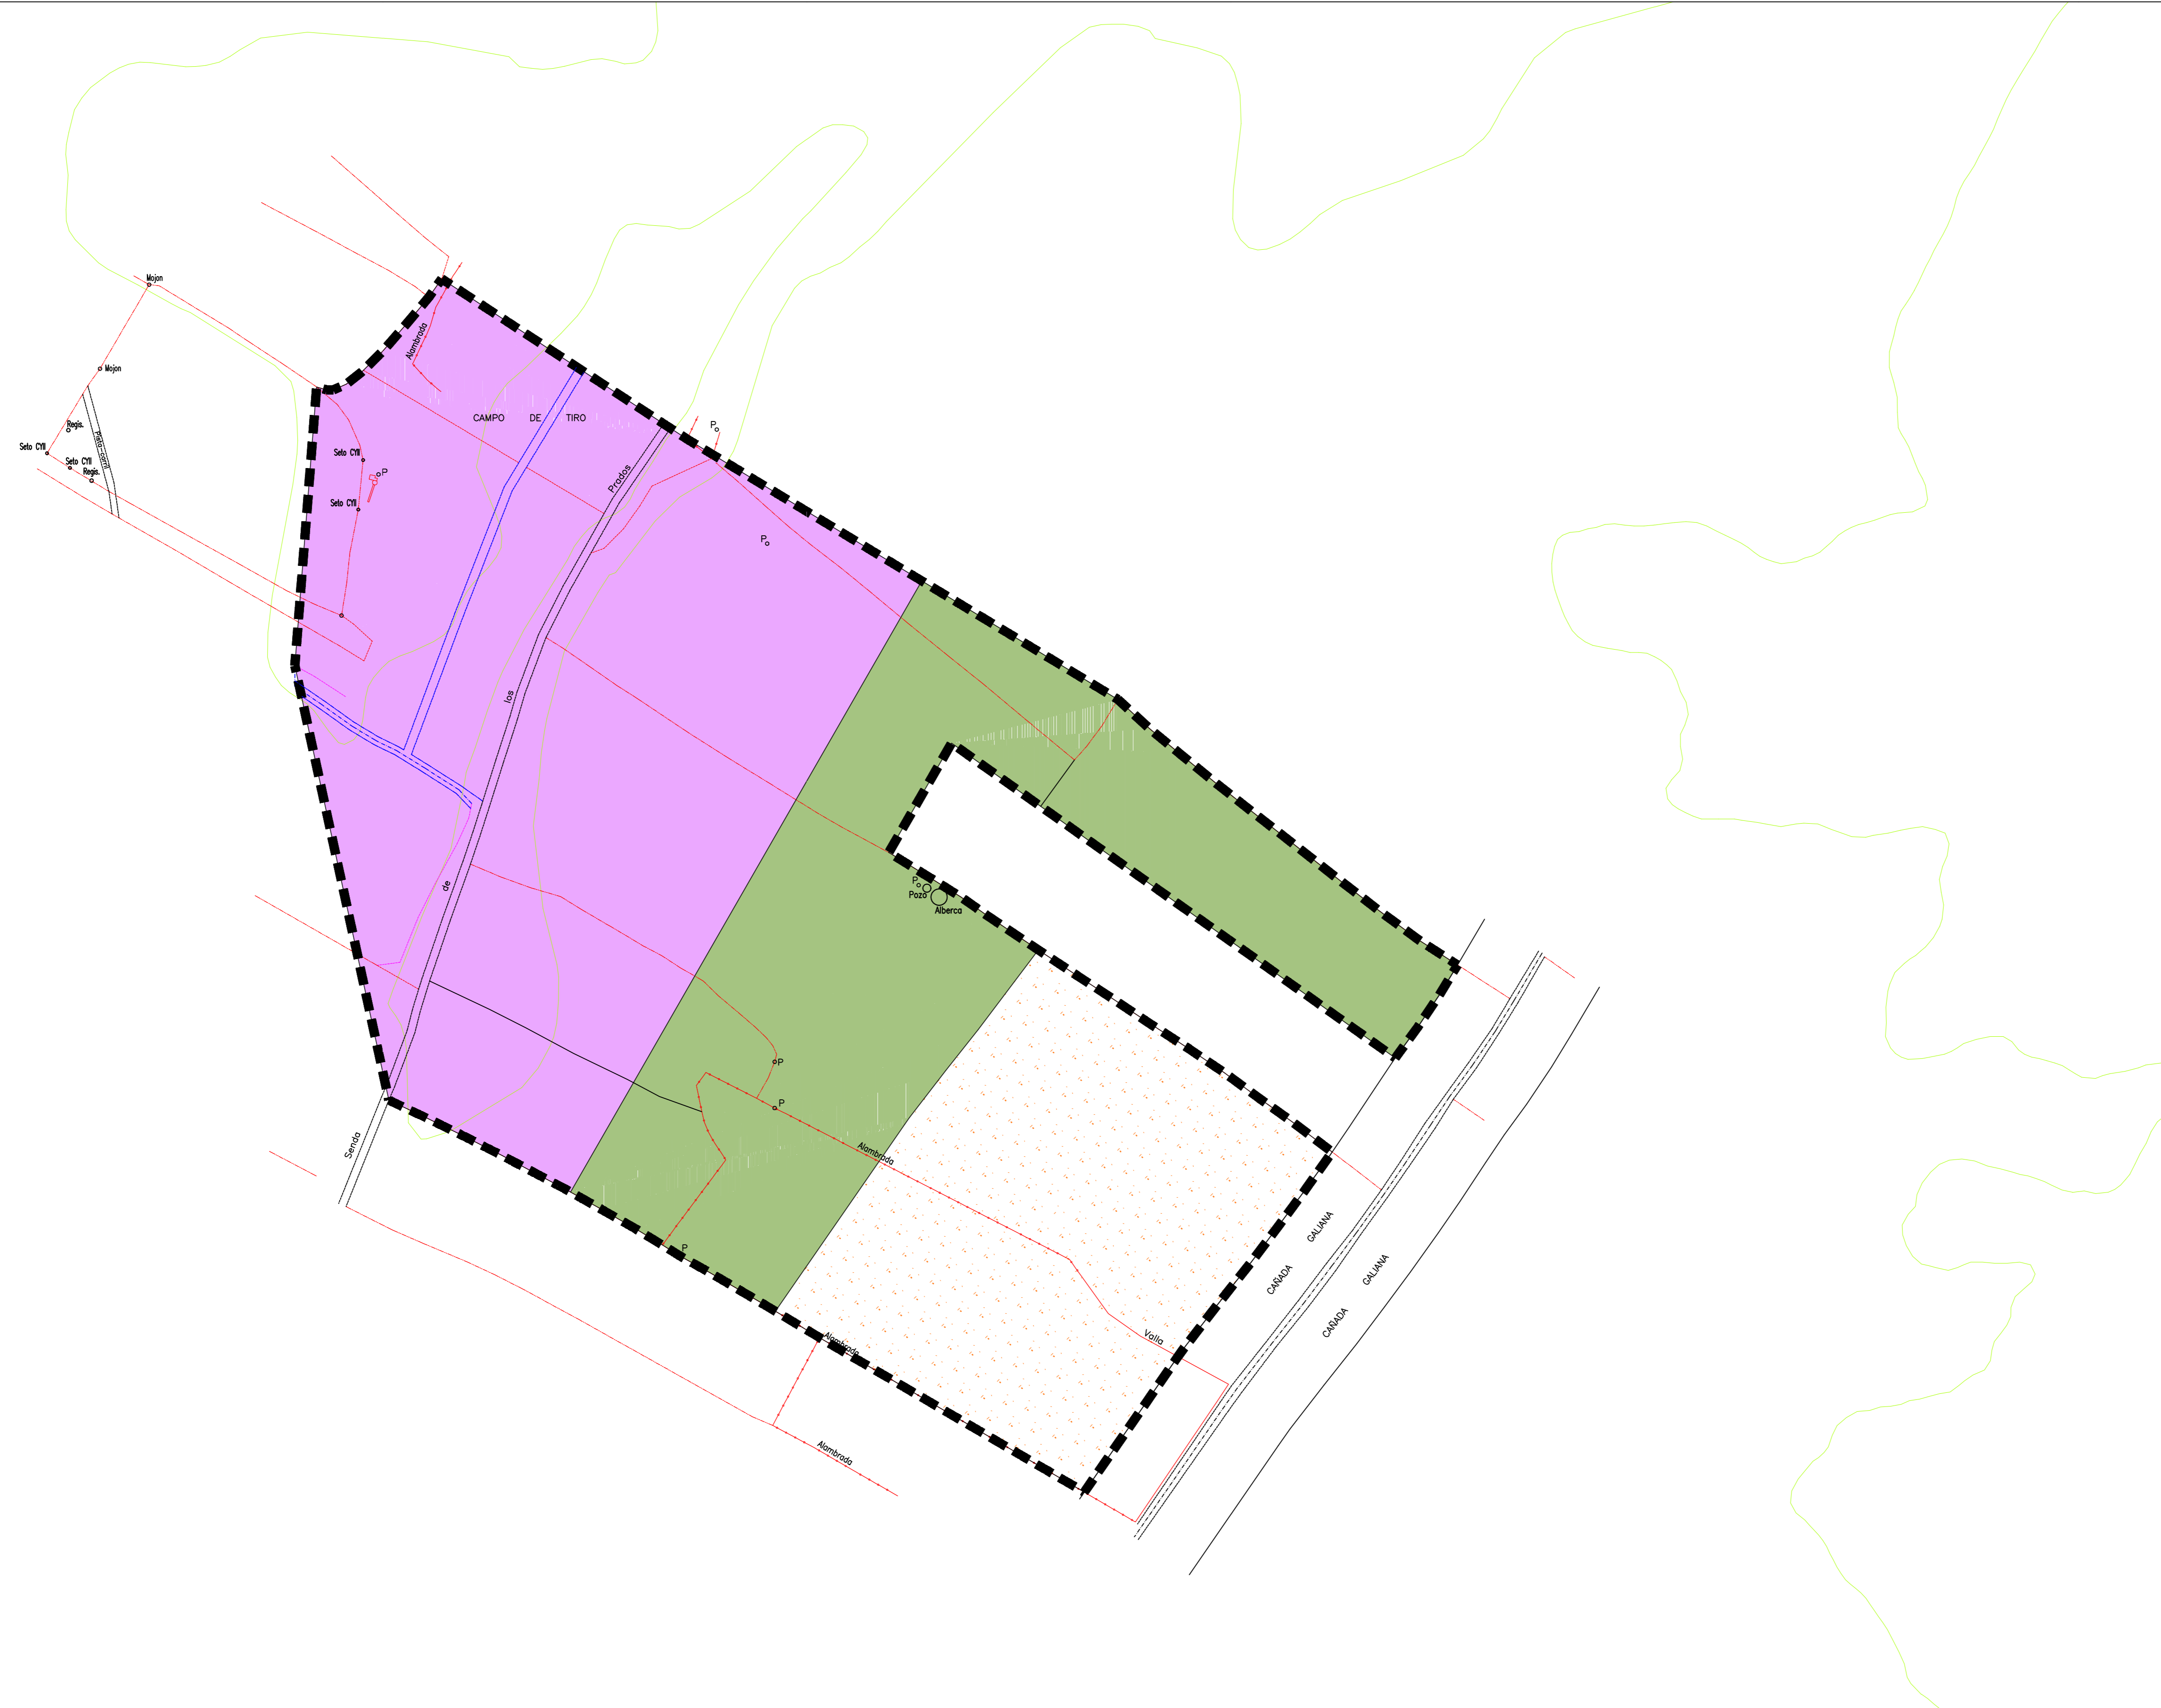 Mojon
Alambrada
Mojon
CAMPO DE TIRO
Regis.
P
Seto CYII
Seto CYII
Seto CYII
Regis.
P
Prados
Seto CYII
P
los
P
Pozo
Alberca
de
P
P
Senda
Alambrada
P
CAÑADA GALIANA
CAÑADA GALIANA
Valla
Alambrada
Alambrada